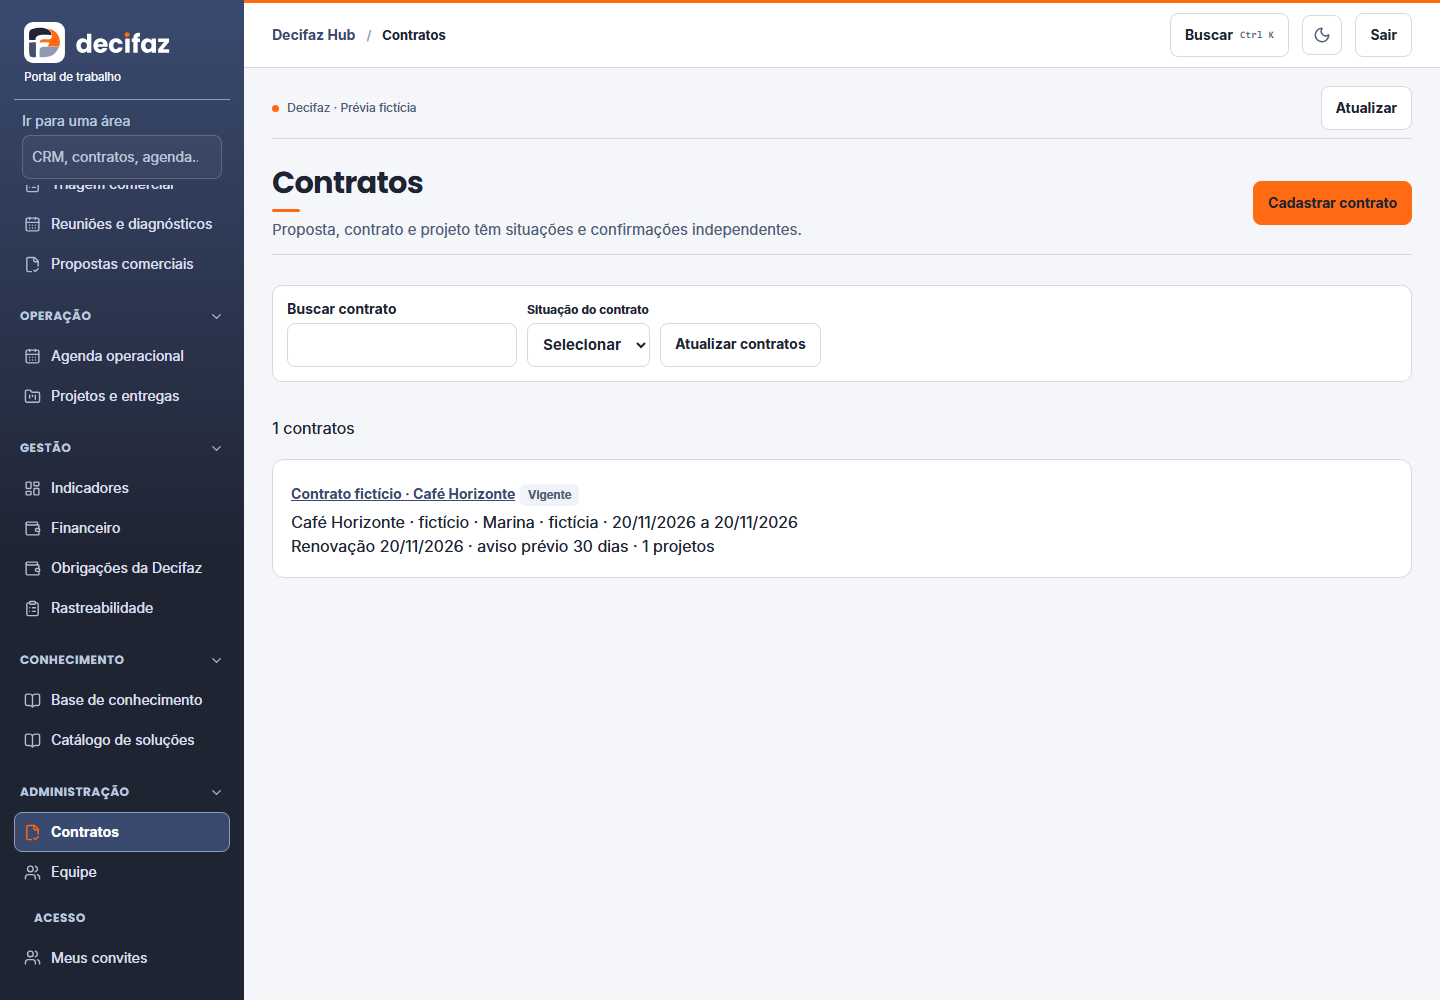 decifaz
Portal de trabalho
Ir para uma área
CRM, contratos, agenda..
Triagem comercial
Reuniões e diagnósticos
Propostas comerciais
OPERAÇÃO
Agenda operacional
Projetos e entregas
GESTÃO
Indicadores
Financeiro
Obrigações da Decifaz
Rastreabilidade
CONHECIMENTO
Base de conhecimento
Catálogo de soluções
ADMINISTRAÇÃO
Contratos
Equipe
ACESSO
Meus convites
Decifaz Hub / Contratos
Buscar Ctrl K
Sair
Decifaz · Prévia fictícia
Atualizar
Contratos
Proposta, contrato e projeto têm situações e confirmações independentes.
Cadastrar contrato
Buscar contrato
Situação do contrato
Selecionar
Atualizar contratos
1 contratos
Contrato fictício · Café Horizonte Vigente
Café Horizonte · fictício · Marina · fictícia · 20/11/2026 a 20/11/2026
Renovação 20/11/2026 · aviso prévio 30 dias · 1 projetos